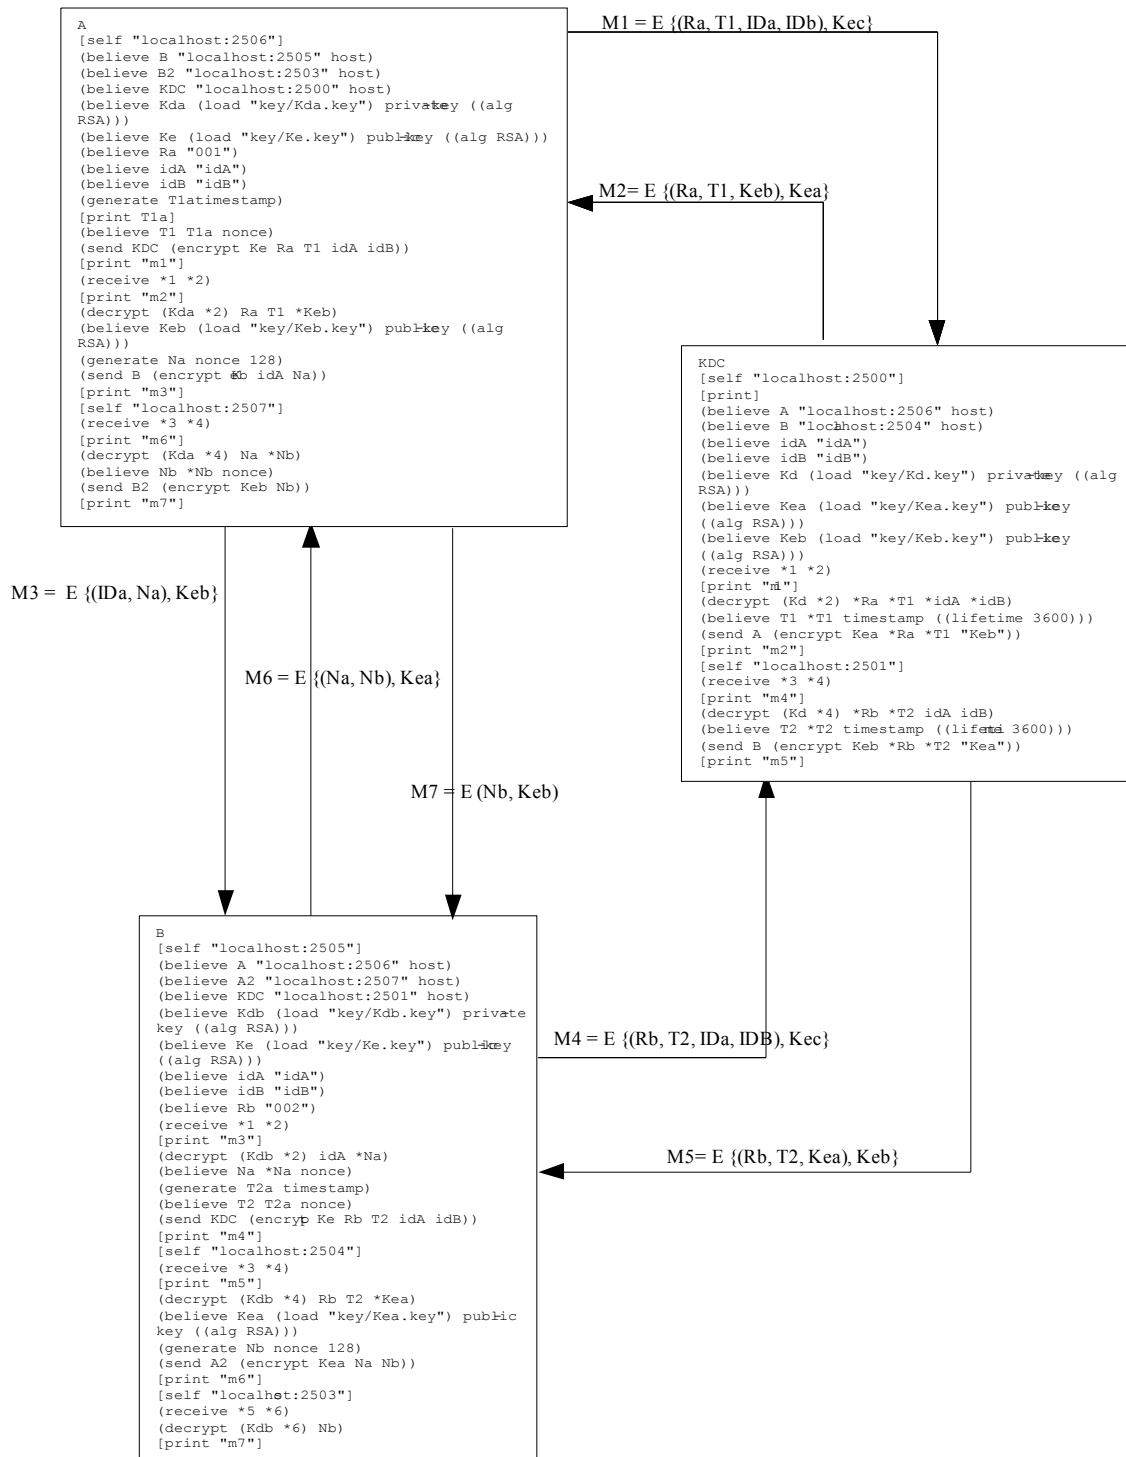 A
[self "localhost:2506"]
(believe B "localhost:2505" host)
(believe B2 "localhost:2503" host)
(believe KDC "localhost:2500" host)
(believe Kda (load "key/Kda.key") private-key ((alg
RSA)))
(believe Ke (load "key/Ke.key") public-key ((alg RSA)))
(believe Ra "001")
(believe idA "idA")
(believe idB "idB")
(generate T1atimestamp)
[print T1a]
(believe T1 T1a nonce)
(send KDC (encrypt Ke Ra T1 idA idB))
[print "m1"]
(receive *1 *2)
[print "m2"]
(decrypt (Kda *2) Ra T1 *Keb)
(believe Keb (load "key/Keb.key") public-key ((alg
RSA)))
(generate Na nonce 128)
(send B (encrypt Keb idA Na))
[print "m3"]
[self "localhost:2507"]
(receive *3 *4)
[print "m6"]
(decrypt (Kda *4) Na *Nb)
(believe Nb *Nb nonce)
(send B2 (encrypt Keb Nb))
[print "m7"]
M1 = E {(Ra, T1, IDa, IDb), Kec}
M2= E {(Ra, T1, Keb), Kea}
KDC
[self "localhost:2500"]
[print]
(believe A "localhost:2506" host)
(believe B "localhost:2504" host)
(believe idA "idA")
(believe idB "idB")
(believe Kd (load "key/Kd.key") private-key ((alg
RSA)))
(believe Kea (load "key/Kea.key") public-key
((alg RSA)))
(believe Keb (load "key/Keb.key") public-key
((alg RSA)))
(receive *1 *2)
[print "m1"]
(decrypt (Kd *2) *Ra *T1 *idA *idB)
(believe T1 *T1 timestamp ((lifetime 3600)))
(send A (encrypt Kea *Ra *T1 "Keb"))
[print "m2"]
[self "localhost:2501"]
(receive *3 *4)
[print "m4"]
(decrypt (Kd *4) *Rb *T2 idA idB)
(believe T2 *T2 timestamp ((lifetime 3600)))
(send B (encrypt Keb *Rb *T2 "Kea"))
[print "m5"]
M3 = E {(IDa, Na), Keb}
M6 = E {(Na, Nb), Kea}
M7 = E (Nb, Keb)
B
[self "localhost:2505"]
(believe A "localhost:2506" host)
(believe A2 "localhost:2507" host)
(believe KDC "localhost:2501" host)
(believe Kdb (load "key/Kdb.key") private-
key ((alg RSA)))
(believe Ke (load "key/Ke.key") public-key
((alg RSA)))
(believe idA "idA")
(believe idB "idB")
(believe Rb "002")
(receive *1 *2)
[print "m3"]
(decrypt (Kdb *2) idA *Na)
(believe Na *Na nonce)
(generate T2a timestamp)
(believe T2 T2a nonce)
(send KDC (encrypt Ke Rb T2 idA idB))
[print "m4"]
[self "localhost:2504"]
(receive *3 *4)
[print "m5"]
(decrypt (Kdb *4) Rb T2 *Kea)
(believe Kea (load "key/Kea.key") public-
key ((alg RSA)))
(generate Nb nonce 128)
(send A2 (encrypt Kea Na Nb))
[print "m6"]
[self "localhost:2503"]
(receive *5 *6)
(decrypt (Kdb *6) Nb)
[print "m7"]
M4 = E {(Rb, T2, IDa, IDB), Kec}
M5= E {(Rb, T2, Kea), Keb}